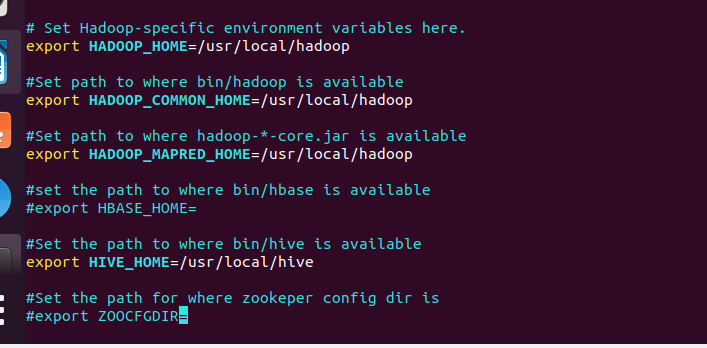 # Set Hadoop-specific environment variables here.
export HADOOP_HOME=/usr/local/hadoop
#Set path to where bin/hadoop is available
export HADOOP_COMMON_HOME=/usr/local/hadoop
#Set path to where hadoop-*-core.jar is available
export HADOOP_MAPRED_HOME=/usr/local/hadoop
#set the path to where bin/hbase is available
#export HBASE_HOME=
#Set the path to where bin/hive is available
export HIVE_HOME=/usr/local/hive
#Set the path for where zookeper config dir is
#export ZOOCFGDIR=